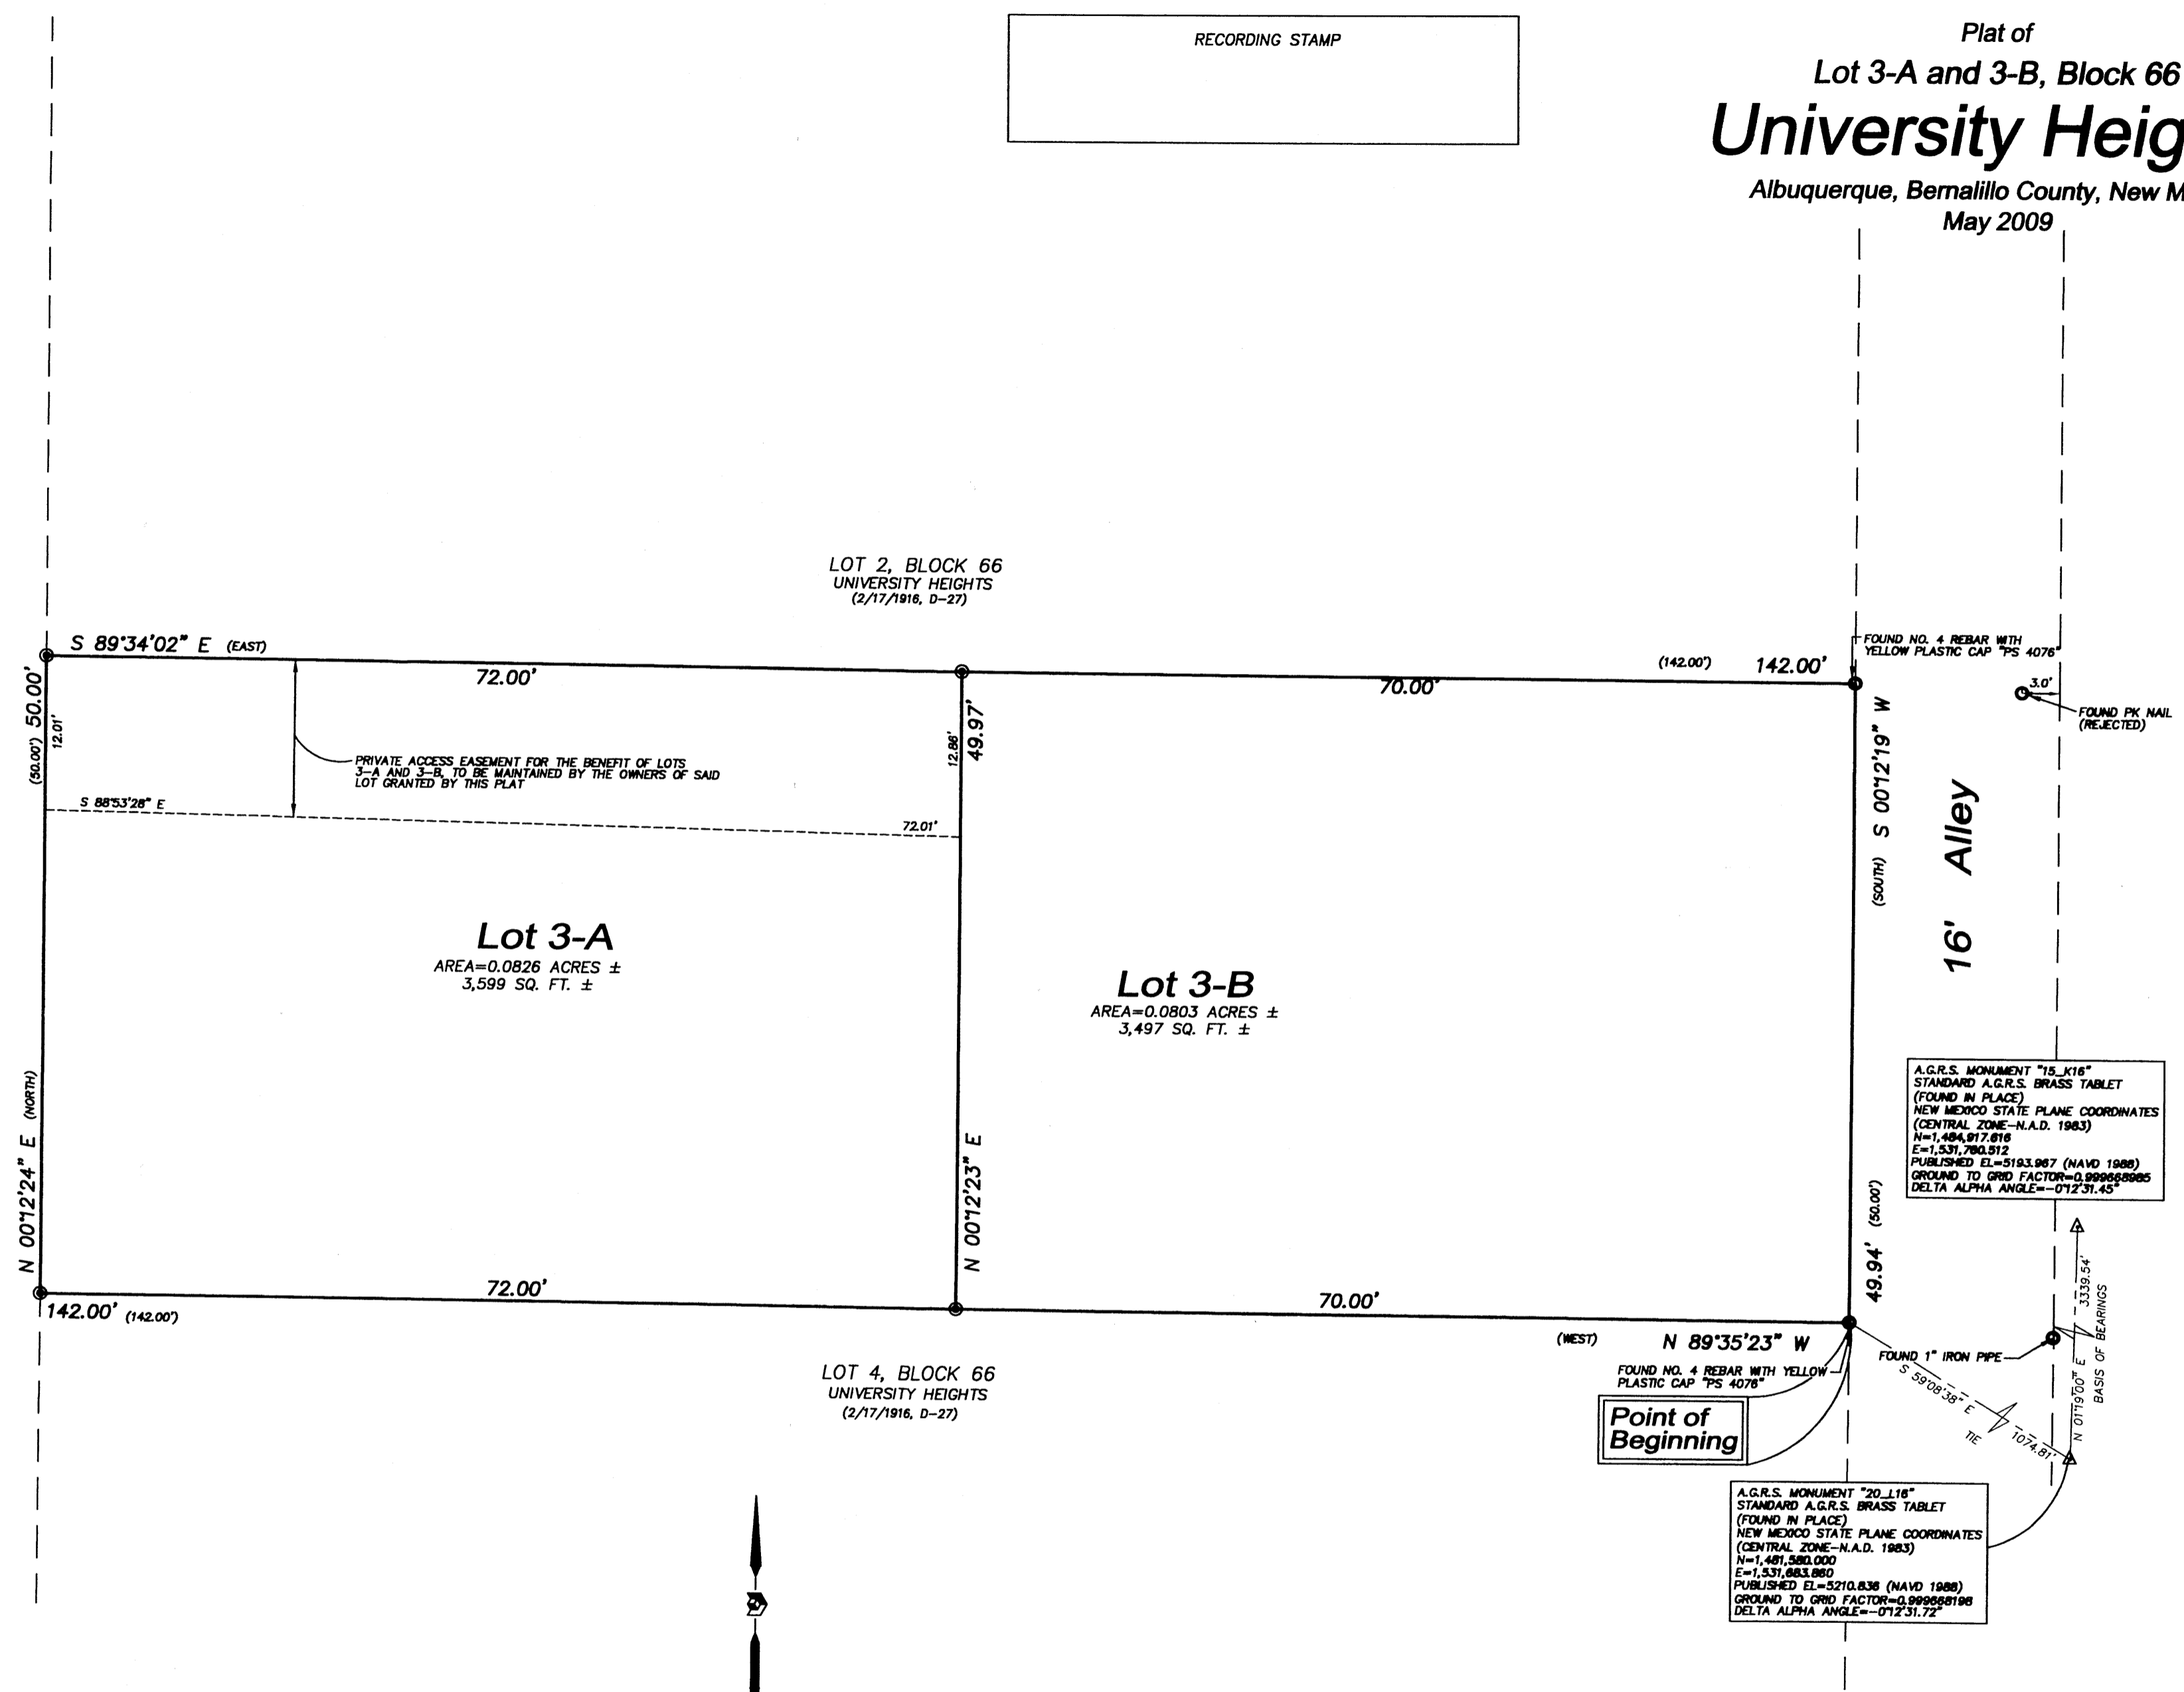 RECORDING STAMP
Plat of
Lot 3-A and 3-B, Block 66
University Heig
Albuquerque, Bernalillo County, New M
May 2009
LOT 2, BLOCK 66
UNIVERSITY HEIGHTS
(2/17/1916, D-27)
S 89°34'02" E (EAST)
72.00'
70.00'
(142.00') 142.00'
FOUND NO. 4 REBAR WITH
YELLOW PLASTIC CAP "PS 4076"
3.0'
FOUND PK NAIL
(REJECTED)
(50.00') 50.00'
12.01'
12.86'
49.97'
PRIVATE ACCESS EASEMENT FOR THE BENEFIT OF LOTS
3-A AND 3-B, TO BE MAINTAINED BY THE OWNERS OF SAID
LOT GRANTED BY THIS PLAT
S 88°53'28" E
72.01'
(SOUTH) S 00°12'19" W
16' Alley
Lot 3-A
AREA=0.0826 ACRES ±
3,599 SQ. FT. ±
Lot 3-B
AREA=0.0803 ACRES ±
3,497 SQ. FT. ±
N 00°12'24" E (NORTH)
N 00°12'23" E
49.94' (50.00')
A.G.R.S. MONUMENT "15_K16"
STANDARD A.G.R.S. BRASS TABLET
(FOUND IN PLACE)
NEW MEXICO STATE PLANE COORDINATES
(CENTRAL ZONE-N.A.D. 1983)
N=1,484,917.616
E=1,531,760.512
PUBLISHED EL=5193.967 (NAVD 1988)
GROUND TO GRID FACTOR=0.999668985
DELTA ALPHA ANGLE=-0°12'31.45"
72.00'
70.00'
142.00' (142.00')
(WEST) N 89°35'23" W
FOUND NO. 4 REBAR WITH YELLOW
PLASTIC CAP "PS 4076"
FOUND 1" IRON PIPE
S 59°08'38" E
1074.81'
TIE
N 01°19'00" E 3339.54'
BASIS OF BEARINGS
Point of
Beginning
LOT 4, BLOCK 66
UNIVERSITY HEIGHTS
(2/17/1916, D-27)
A.G.R.S. MONUMENT "20_L16"
STANDARD A.G.R.S. BRASS TABLET
(FOUND IN PLACE)
NEW MEXICO STATE PLANE COORDINATES
(CENTRAL ZONE-N.A.D. 1983)
N=1,481,580.000
E=1,531,683.860
PUBLISHED EL=5210.836 (NAVD 1988)
GROUND TO GRID FACTOR=0.999668198
DELTA ALPHA ANGLE=-0°12'31.72"